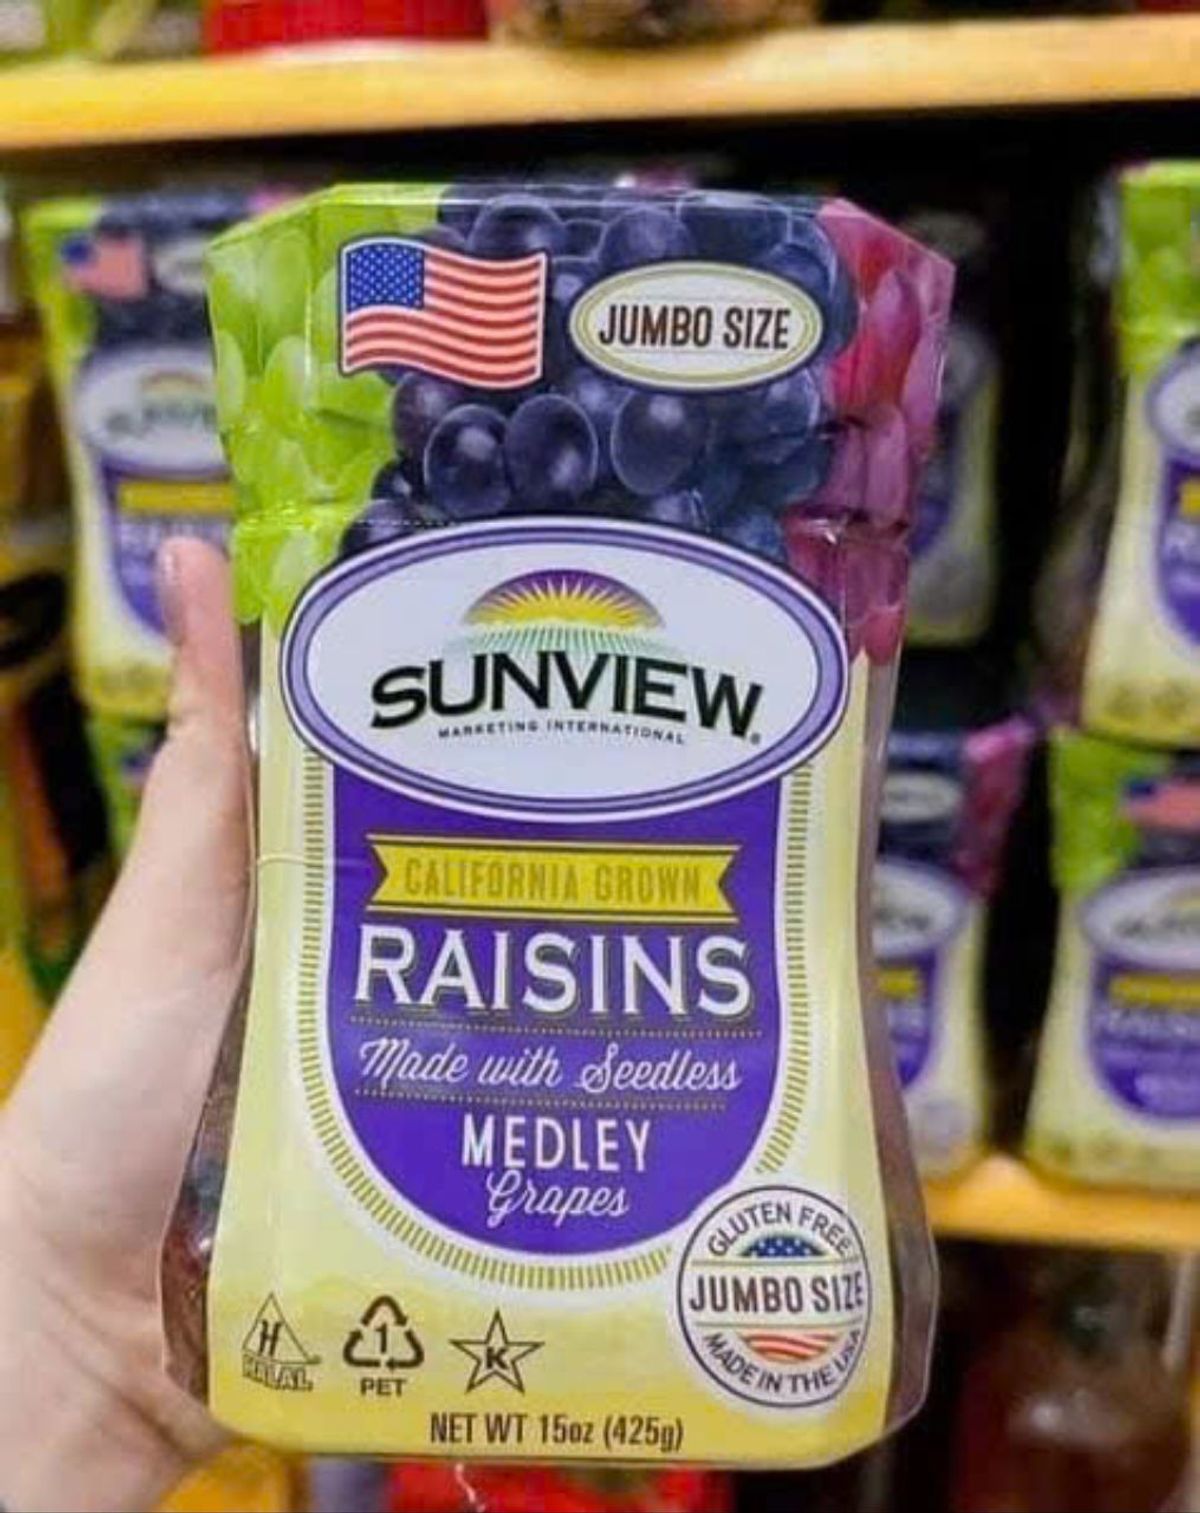 JUMBO SIZE
SUNVIEW
MARKETING INTERNATIONAL
CALIFORNIA GROWN
RAISINS
Made with Seedless
MEDLEY
Grapes
GLUTEN FREE
JUMBO SIZE
MADE IN THE USA
H
HALAL
1
PET
K
NET WT 15oz (425g)